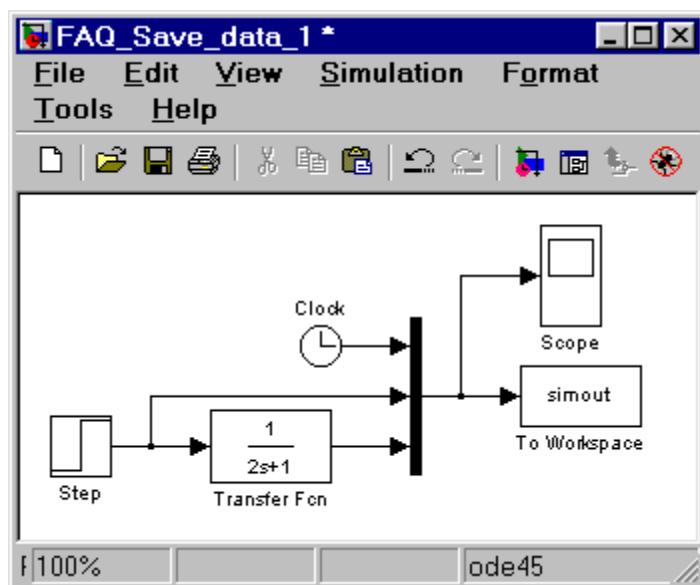 FAQ_Save_data_1 *
File Edit View Simulation Format
Tools Help
Clock
Scope
simout
To Workspace
1
2s+1
Step
Transfer Fcn
100%
ode45